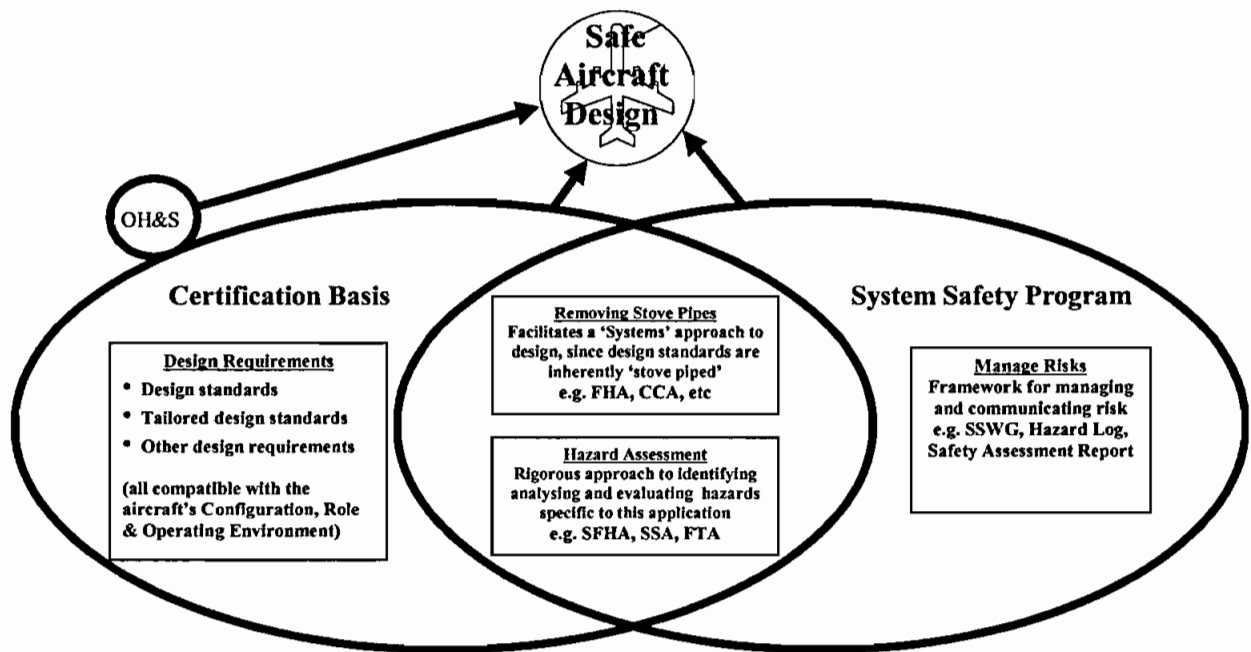 Safe
Aircraft
Design
OH&S
Certification Basis
Design Requirements
• Design standards
• Tailored design standards
• Other design requirements
(all compatible with the
aircraft's Configuration, Role
& Operating Environment)
Removing Stove Pipes
Facilitates a 'Systems' approach to
design, since design standards are
inherently 'stove piped'
e.g. FHA, CCA, etc
Hazard Assessment
Rigorous approach to identifying
analysing and evaluating hazards
specific to this application
e.g. SFHA, SSA, FTA
System Safety Program
Manage Risks
Framework for managing
and communicating risk
e.g. SSWG, Hazard Log,
Safety Assessment Report